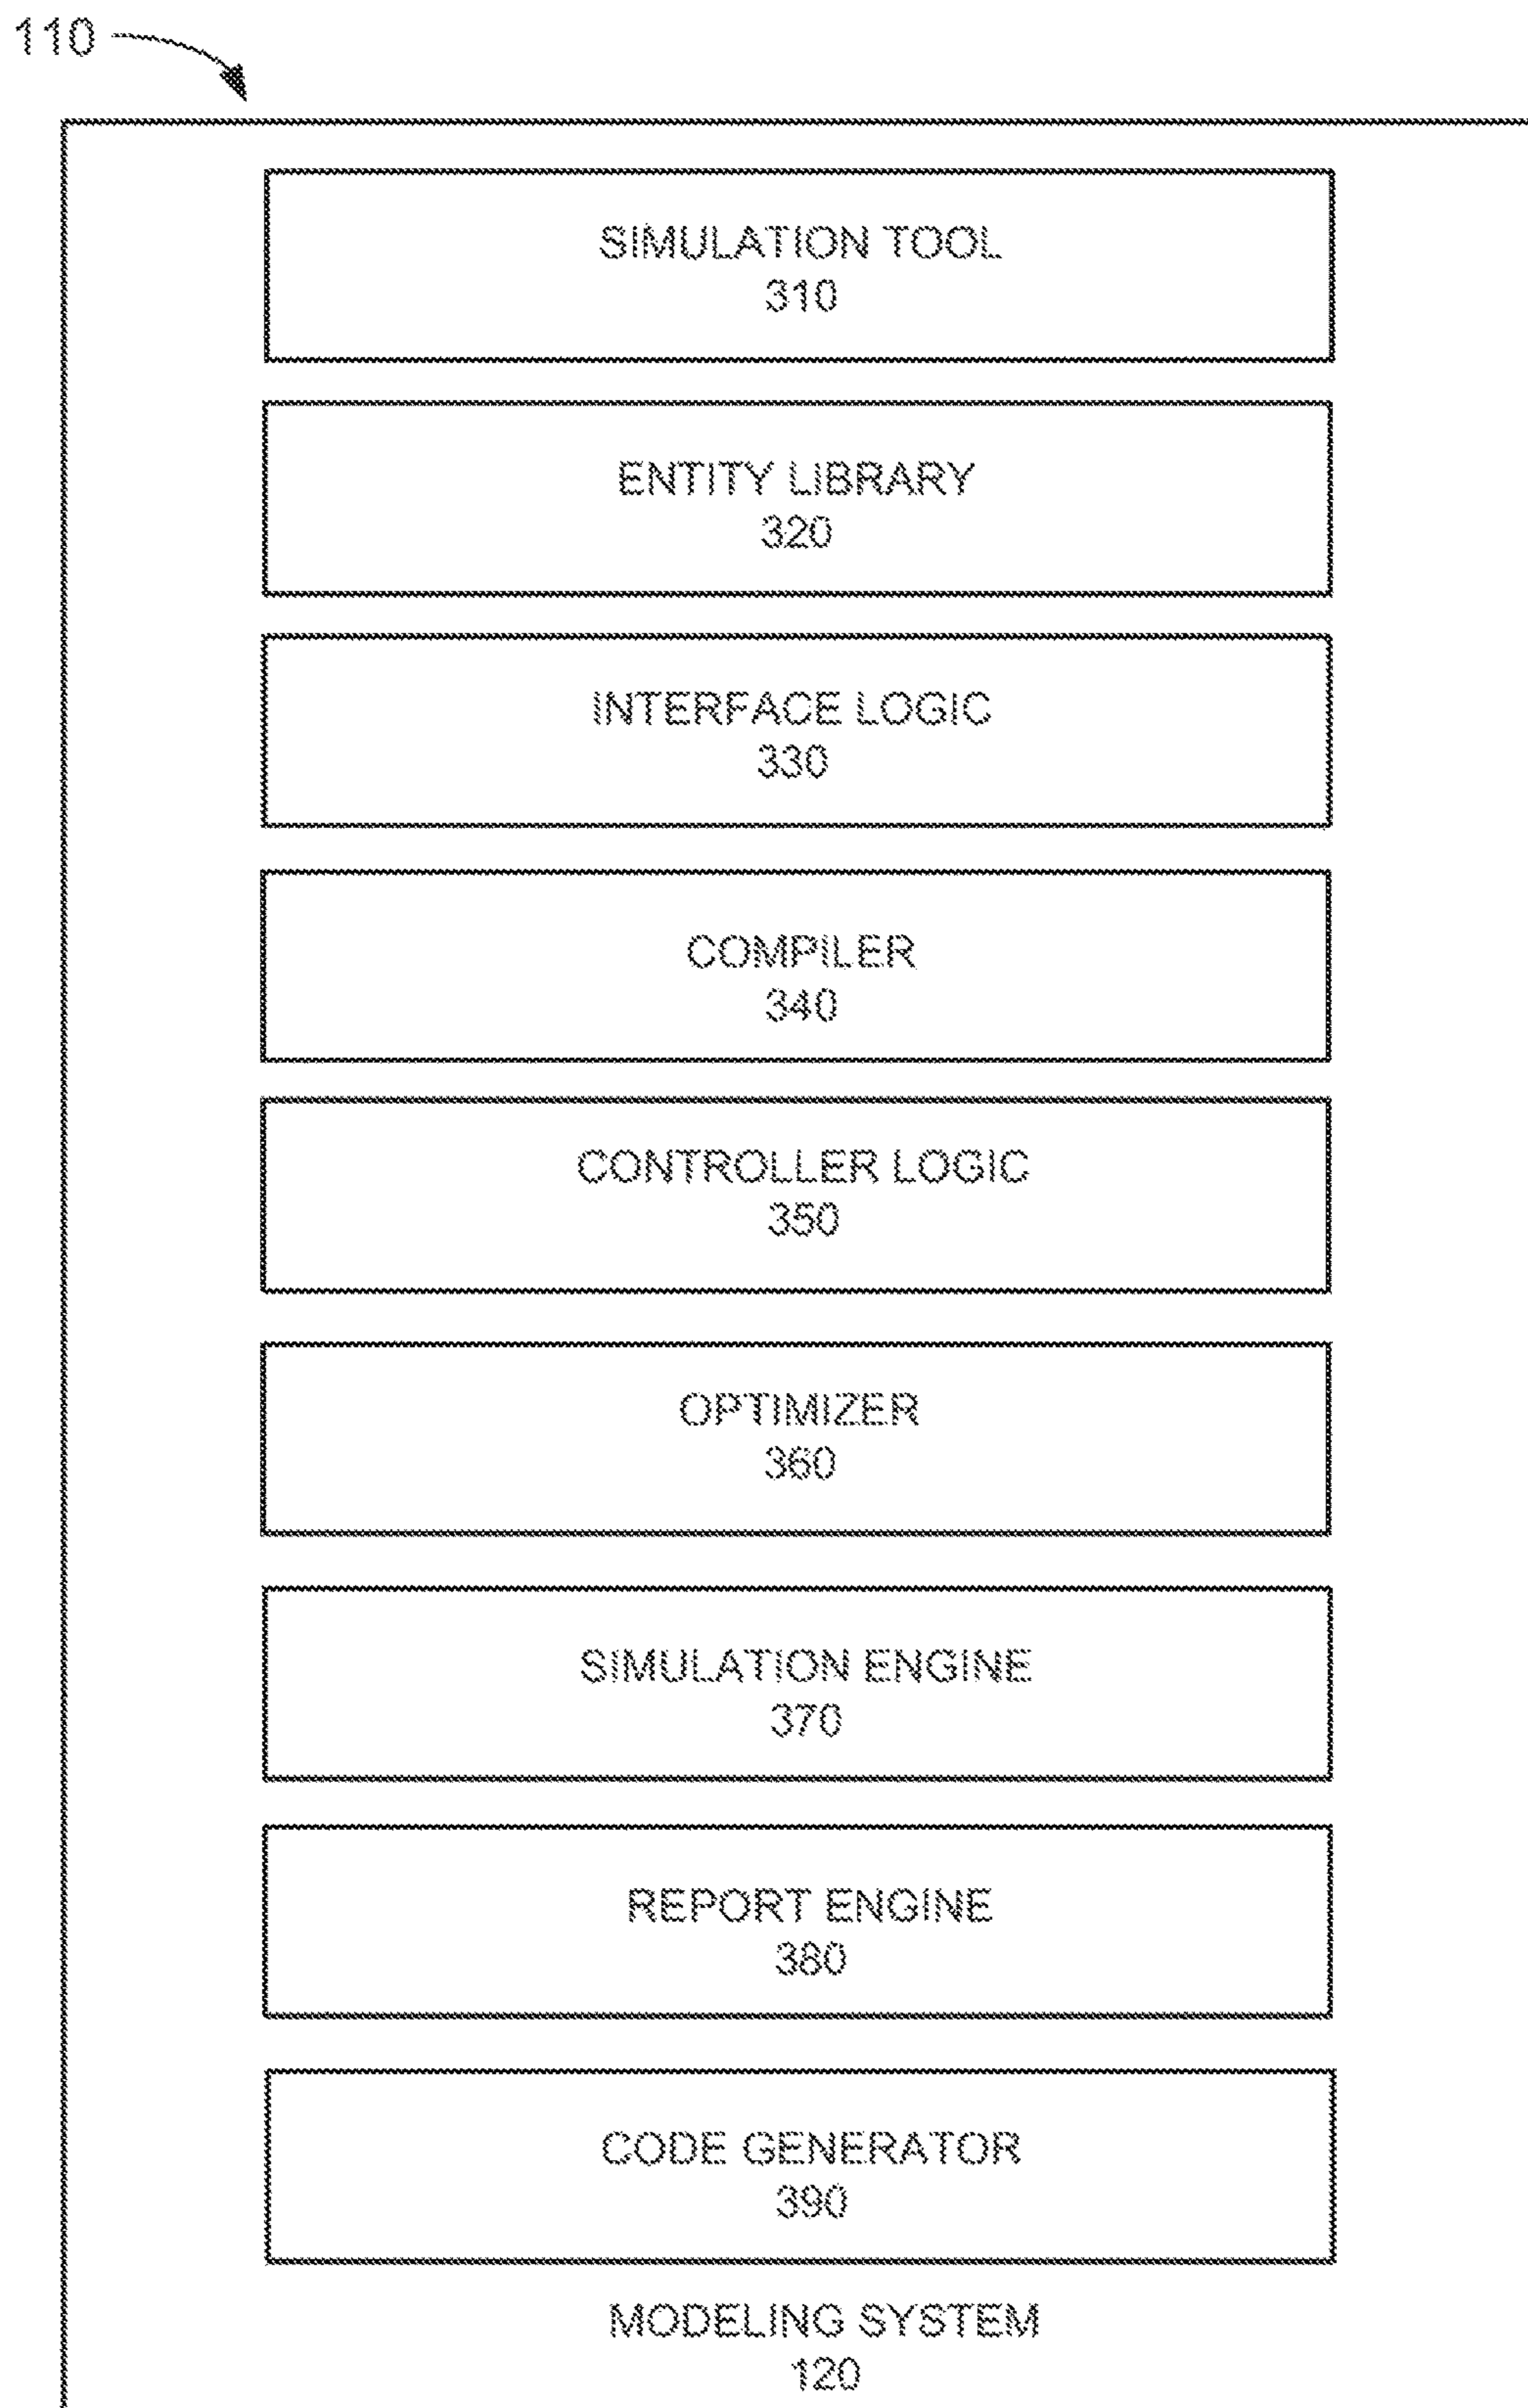 110
SIMULATION TOOL
310
ENTITY LIBRARY
320
INTERFACE LOGIC
330
COMPILER
340
CONTROLLER LOGIC
350
OPTIMIZER
360
SIMULATION ENGINE
370
REPORT ENGINE
380
CODE GENERATOR
390
MODELING SYSTEM
120